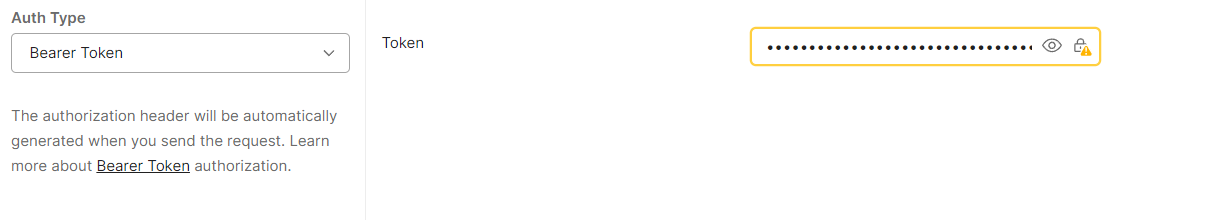 Auth Type
Bearer Token
The authorization header will be automatically
generated when you send the request. Learn
more about Bearer Token authorization.
Token
••••••••••••••••••••••••••••••••